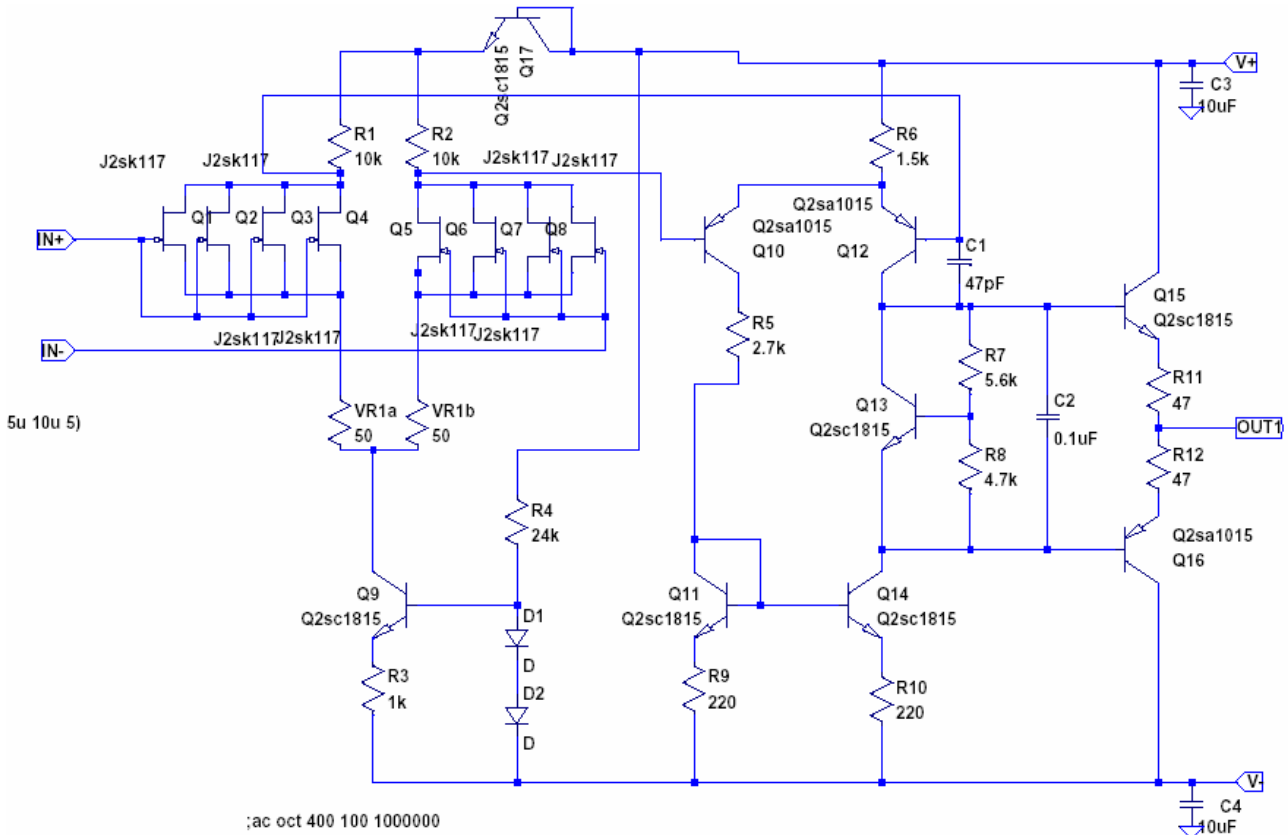 Q2sc1815
Q17
V+
C3
10uF
R1
10k
R2
10k
R6
1.5k
J2sk117
J2sk117
J2sk117
J2sk117
IN+
Q1
Q2
Q3
Q4
Q5
Q6
Q7
Q8
Q2sa1015
Q10
Q2sa1015
Q12
C1
47pF
J2sk117
J2sk117
J2sk117
J2sk117
IN-
R5
2.7k
Q15
Q2sc1815
R7
5.6k
5u 10u 5)
VR1a
50
VR1b
50
Q13
Q2sc1815
C2
0.1uF
R11
47
OUT1
R8
4.7k
R12
47
R4
24k
Q2sa1015
Q16
Q9
Q2sc1815
D1
D
Q11
Q2sc1815
Q14
Q2sc1815
R3
1k
D2
D
R9
220
R10
220
V-
C4
10uF
;ac oct 400 100 1000000